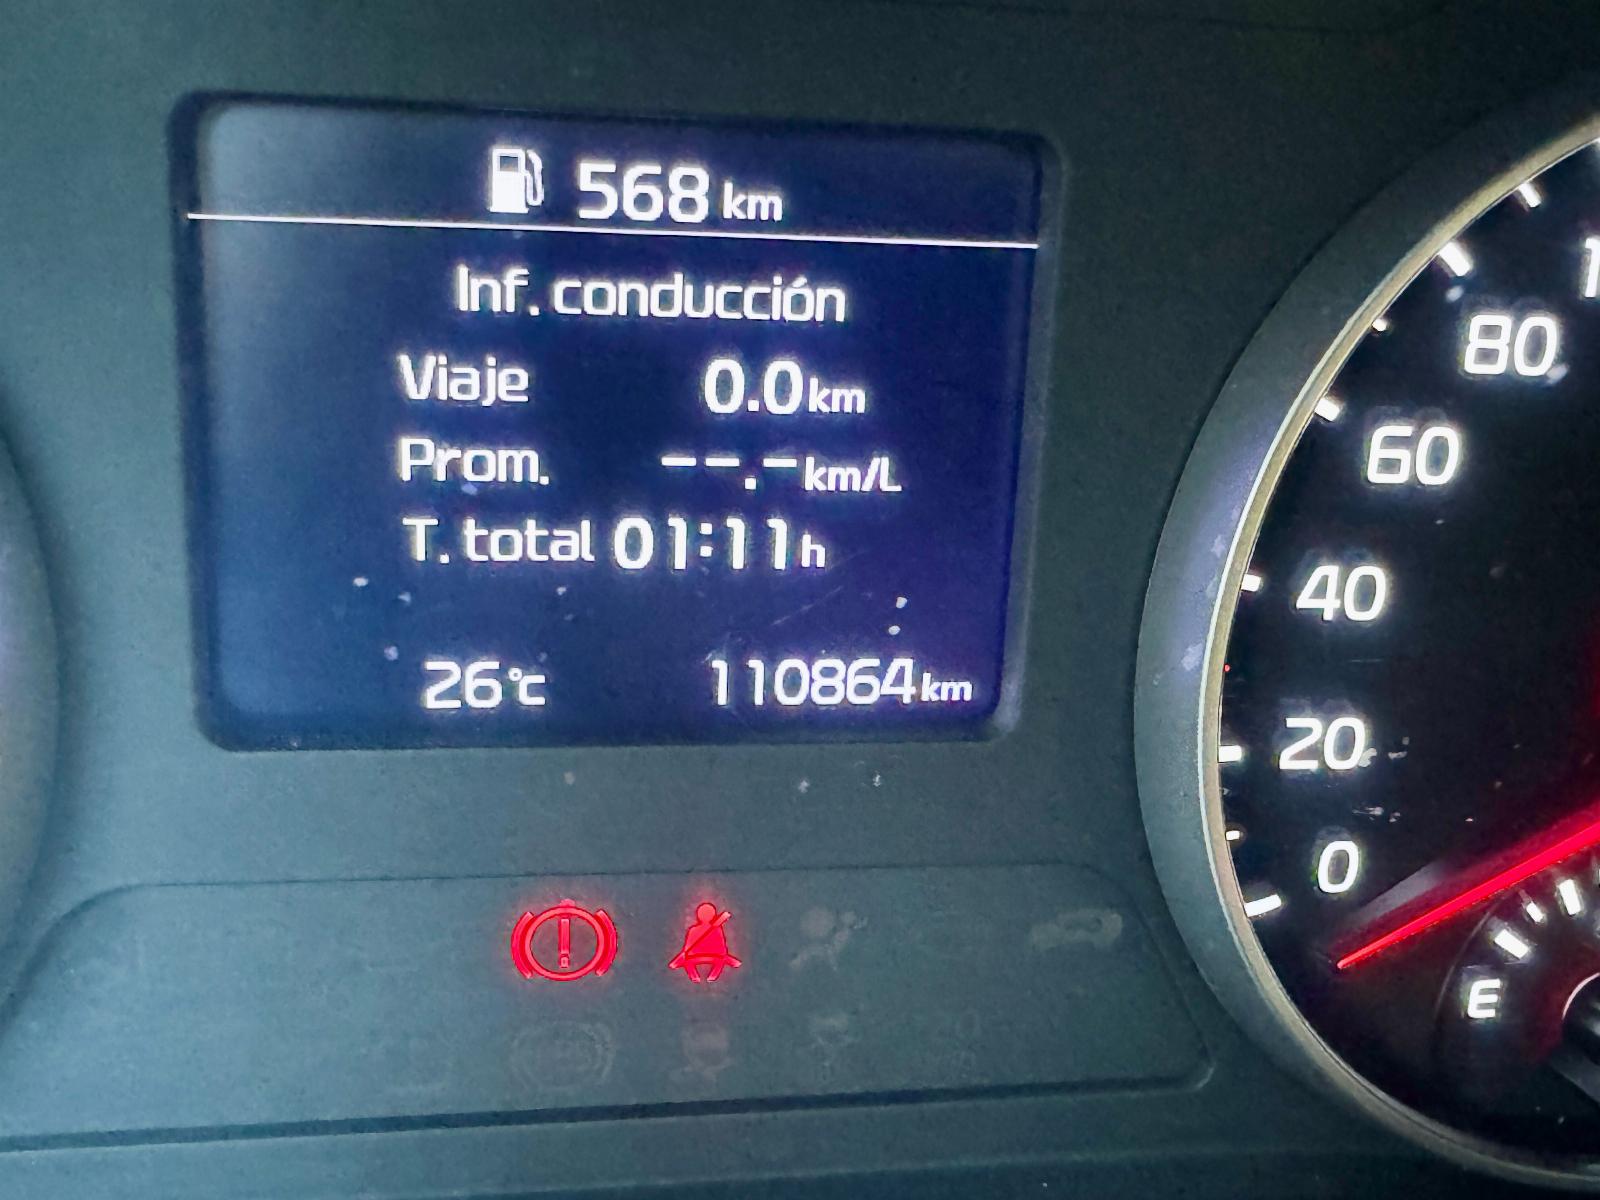 568 km
Inf. conducción
Viaje 0.0 km
Prom. --.- km/L
T. total 01:11 h
26°C 110864 km
80
60
40
20
0
E